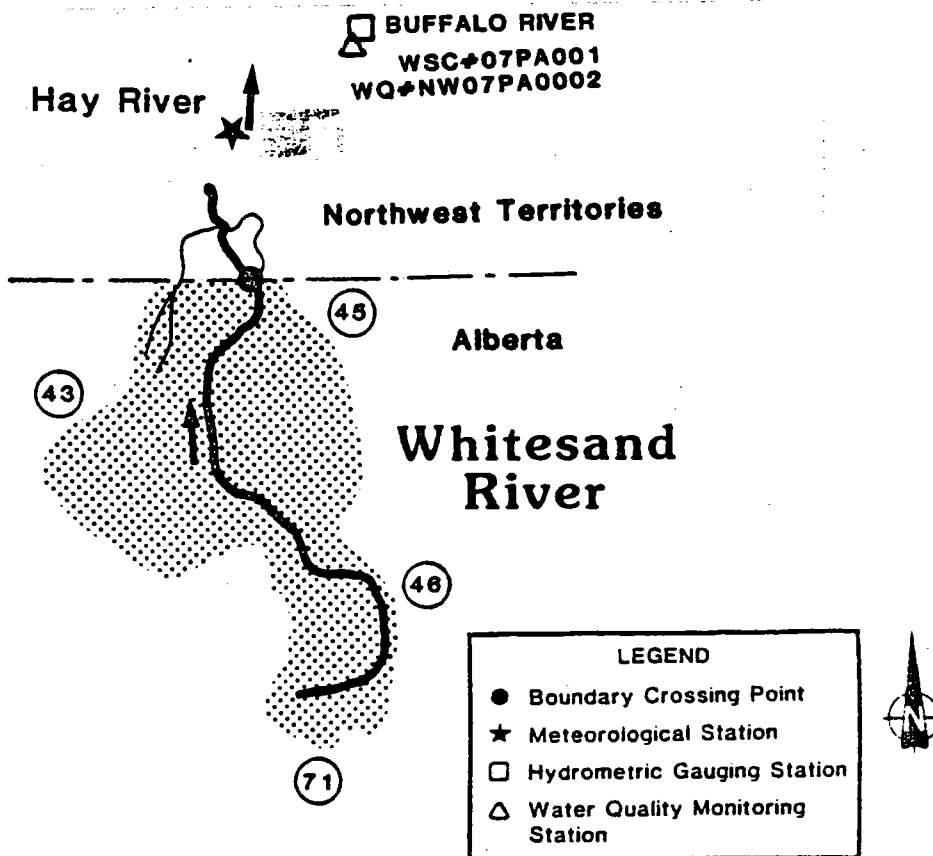 BUFFALO RIVER
WSC#07PA001
WQ#NW07PA0002
Hay River
Northwest Territories
45
Alberta
43
Whitesand
River
46
LEGEND
Boundary Crossing Point
Meteorological Station
Hydrometric Gauging Station
Water Quality Monitoring
Station
N
71